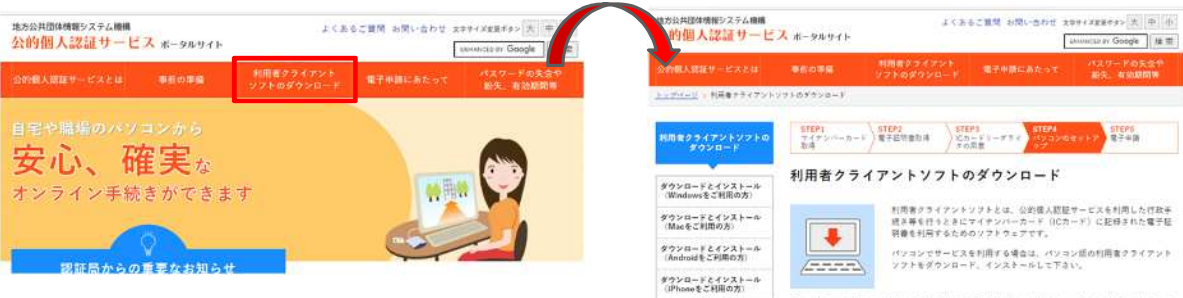 地方公共団体情報システム機構
公的個人認証サービス ポータルサイト
よくあるご質問 お問い合わせ 文字サイズ変更ボタン 大 中
ENHANCED BY Google
公的個人認証サービスとは
事前の準備
利用者クライアント
ソフトのダウンロード
電子申請にあたって
パスワードの失念や
紛失、有効期間等
自宅や職場のパソコンから
安心、確実な
オンライン手続きができます
認証局からの重要なお知らせ
地方公共団体情報システム機構
公的個人認証サービス ポータルサイト
よくあるご質問 お問い合わせ 文字サイズ変更ボタン 大 中 小
ENHANCED BY Google 検索
公的個人認証サービスとは
事前の準備
利用者クライアント
ソフトのダウンロード
電子申請にあたって
パスワードの失念や
紛失、有効期間等
トップページ > 利用者クライアントソフトのダウンロード
利用者クライアントソフトの
ダウンロード
ダウンロードとインストール
(Windowsをご利用の方)
ダウンロードとインストール
(Macをご利用の方)
ダウンロードとインストール
(Androidをご利用の方)
ダウンロードとインストール
(iPhoneをご利用の方)
STEP1
マイナンバーカード
取得
STEP2
電子証明書取得
STEP3
ICカードリーダライ
タの用意
STEP4
パソコンのセットア
ップ
STEP5
電子申請
利用者クライアントソフトのダウンロード
利用者クライアントソフトとは、公的個人認証サービスを利用した行政手
続き等を行うときにマイナンバーカード(ICカード)に記録された電子証
明書を利用するためのソフトウェアです。
パソコンでサービスを利用する場合は、パソコン版の利用者クライアント
ソフトをダウンロード、インストールして下さい。